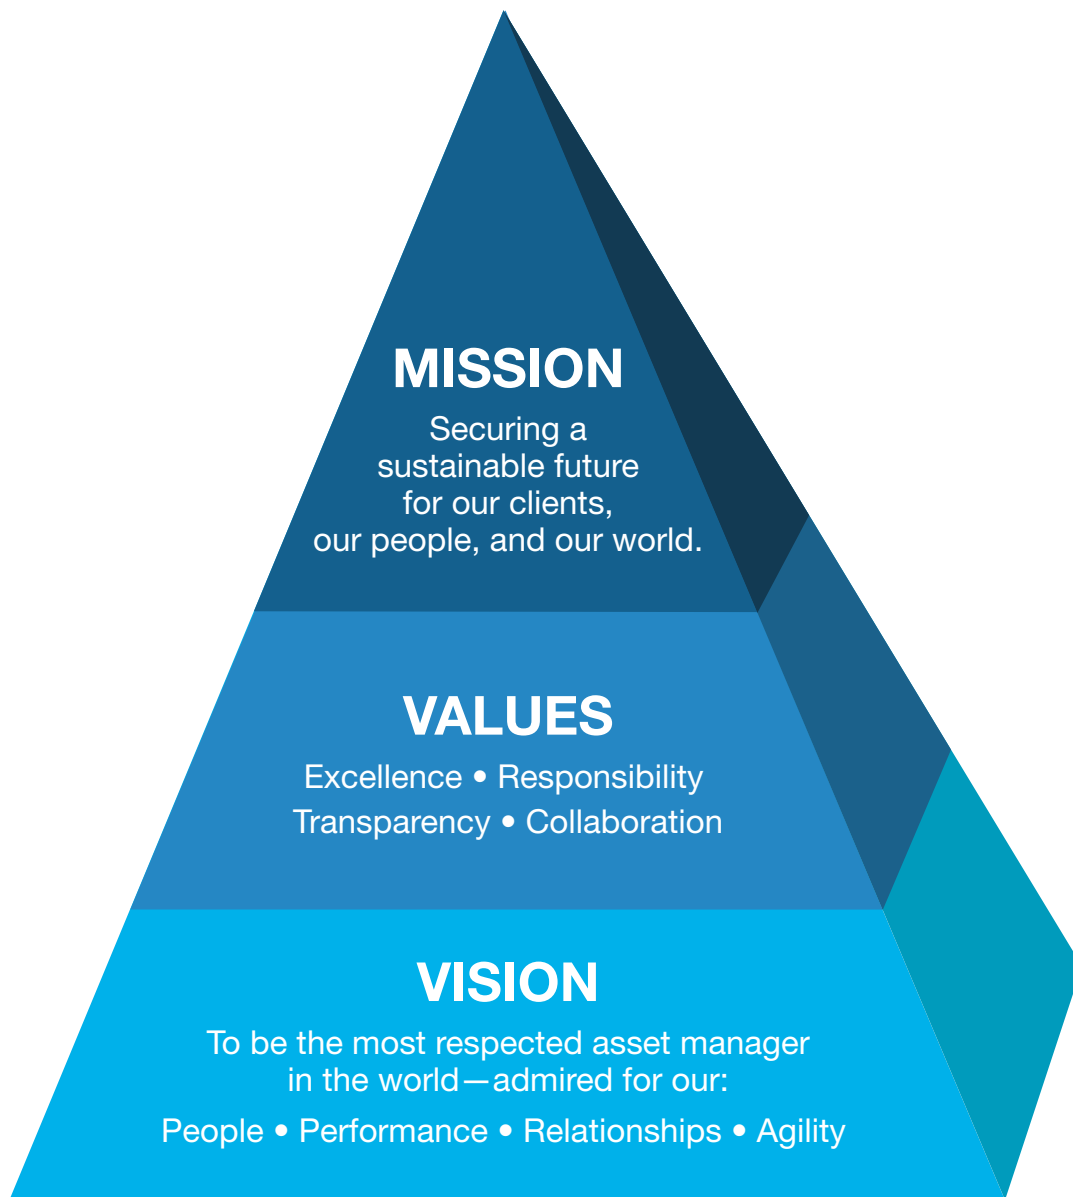 MISSION
Securing a
sustainable future
for our clients,
our people, and our world.
VALUES
Excellence • Responsibility
Transparency • Collaboration
VISION
To be the most respected asset manager
in the world—admired for our:
People • Performance • Relationships • Agility